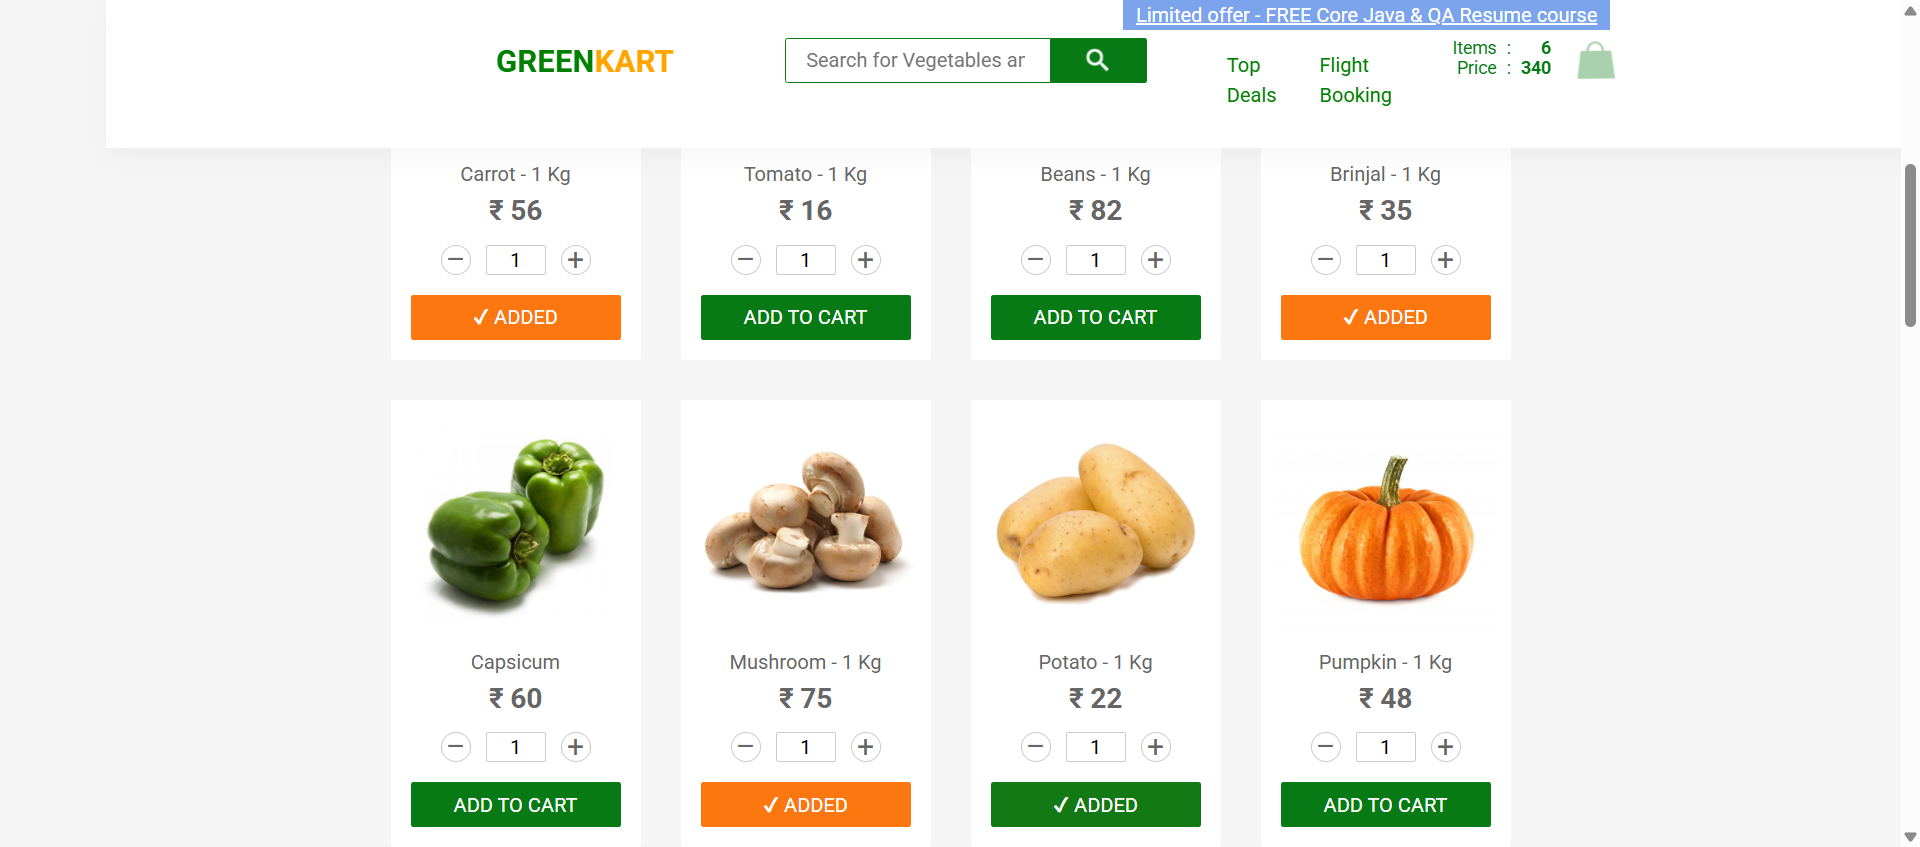 Limited offer - FREE Core Java & QA Resume course
GREENKART
Search for Vegetables ar
Top Deals
Flight Booking
Items : 6
Price : 340
Carrot - 1 Kg
₹ 56
− 1 +
✓ ADDED
Tomato - 1 Kg
₹ 16
− 1 +
ADD TO CART
Beans - 1 Kg
₹ 82
− 1 +
ADD TO CART
Brinjal - 1 Kg
₹ 35
− 1 +
✓ ADDED
Capsicum
₹ 60
− 1 +
ADD TO CART
Mushroom - 1 Kg
₹ 75
− 1 +
✓ ADDED
Potato - 1 Kg
₹ 22
− 1 +
✓ ADDED
Pumpkin - 1 Kg
₹ 48
− 1 +
ADD TO CART